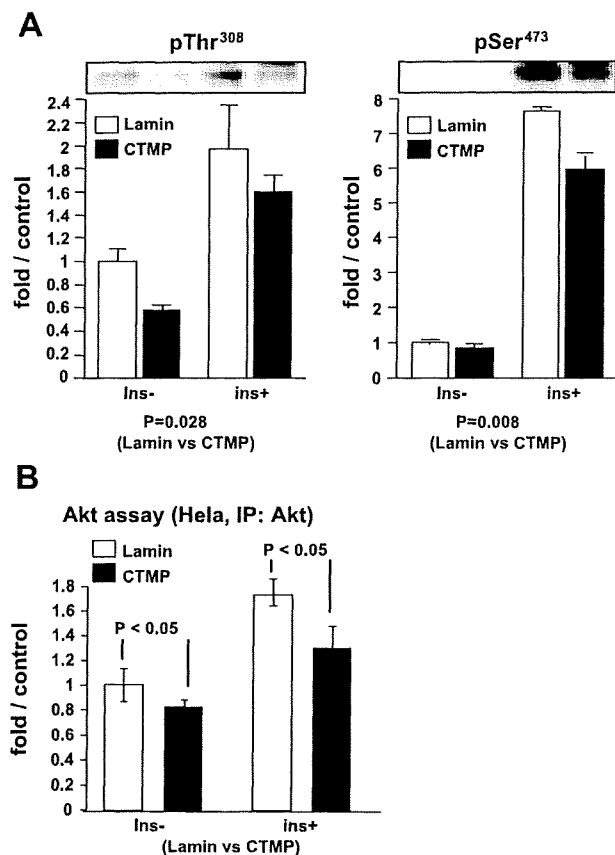 A
pThr308
pSer473
2.4
2.2
2
1.8
1.6
1.4
1.2
1
0.8
0.6
0.4
0.2
0
fold / control
Lamin
CTMP
Ins-
ins+
P=0.028
(Lamin vs CTMP)
8
7
6
5
4
3
2
1
0
fold / control
Lamin
CTMP
Ins-
ins+
P=0.008
(Lamin vs CTMP)
B
Akt assay (Hela, IP: Akt)
Lamin
CTMP
P < 0.05
P < 0.05
1.8
1.6
1.4
1.2
1
0.8
0.6
0.4
0.2
0
fold / control
Ins-
ins+
(Lamin vs CTMP)